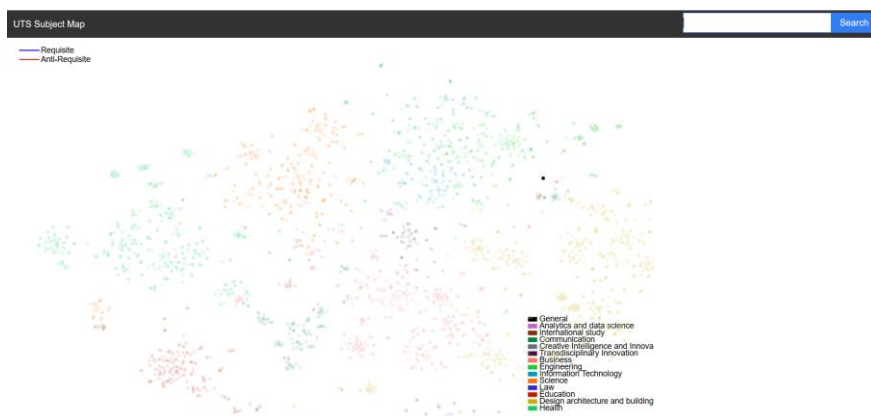 UTS Subject Map
Search
Requisite
Anti-Requisite
General
Analytics and data science
International study
Communication
Creative Intelligence and Innova
Transdisciplinary Innovation
Business
Engineering
Information Technology
Science
Law
Education
Design architecture and building
Health